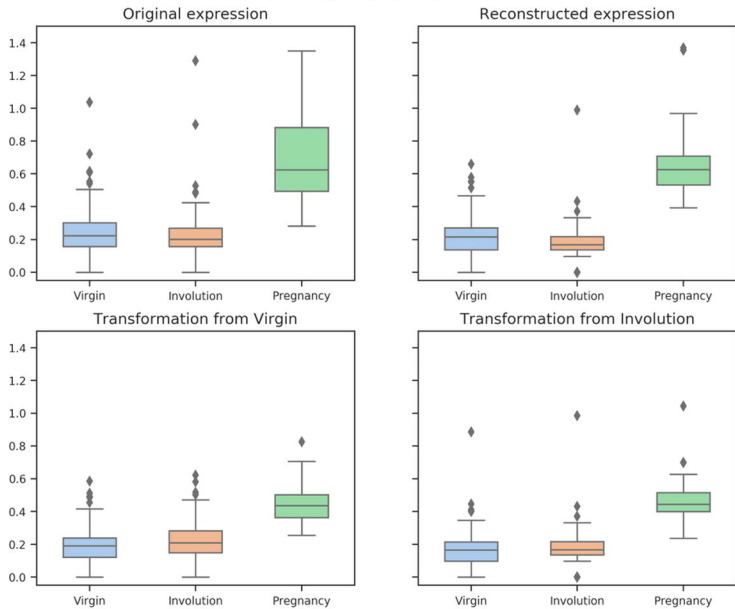 Original expression
Reconstructed expression
1.4
1.2
1.0
0.8
0.6
0.4
0.2
0.0
Virgin Involution Pregnancy
Virgin Involution Pregnancy
Transformation from Virgin
Transformation from Involution
1.4
1.2
1.0
0.8
0.6
0.4
0.2
0.0
Virgin Involution Pregnancy
Virgin Involution Pregnancy